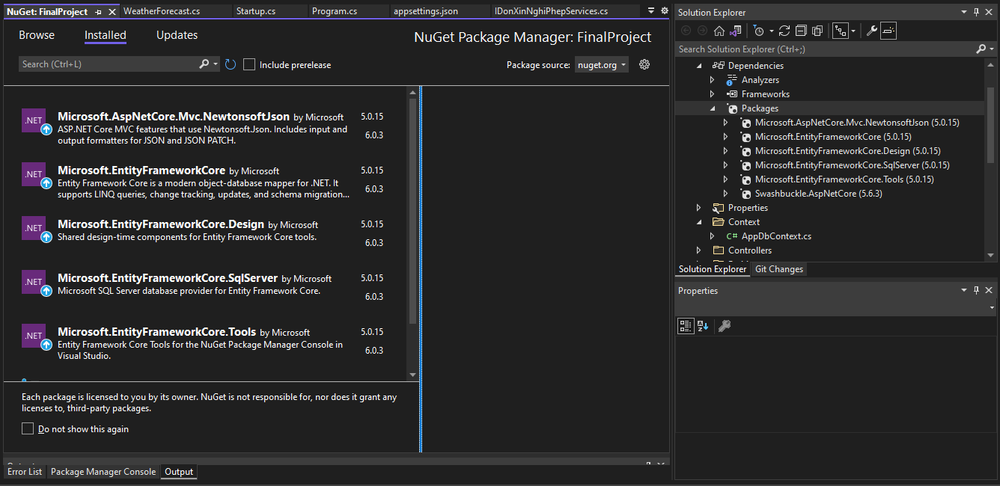 NuGet: FinalProject
WeatherForecast.cs
Startup.cs
Program.cs
appsettings.json
IDonXinNghiPhepServices.cs
Browse
Installed
Updates
NuGet Package Manager: FinalProject
Search (Ctrl+L)
Include prerelease
Package source:
nuget.org
.NET
Microsoft.AspNetCore.Mvc.NewtonsoftJson by Microsoft
5.0.15
ASP.NET Core MVC features that use Newtonsoft.Json. Includes input and
output formatters for JSON and JSON PATCH.
6.0.3
.NET
Microsoft.EntityFrameworkCore by Microsoft
5.0.15
Entity Framework Core is a modern object-database mapper for .NET. It
supports LINQ queries, change tracking, updates, and schema migration...
6.0.3
.NET
Microsoft.EntityFrameworkCore.Design by Microsoft
5.0.15
Shared design-time components for Entity Framework Core tools.
6.0.3
.NET
Microsoft.EntityFrameworkCore.SqlServer by Microsoft
5.0.15
Microsoft SQL Server database provider for Entity Framework Core.
6.0.3
.NET
Microsoft.EntityFrameworkCore.Tools by Microsoft
5.0.15
Entity Framework Core Tools for the NuGet Package Manager Console in
Visual Studio.
6.0.3
Each package is licensed to you by its owner. NuGet is not responsible for, nor does it grant any
licenses to, third-party packages.
Do not show this again
Error List
Package Manager Console
Output
Solution Explorer
Search Solution Explorer (Ctrl+;)
Dependencies
Analyzers
Frameworks
Packages
Microsoft.AspNetCore.Mvc.NewtonsoftJson (5.0.15)
Microsoft.EntityFrameworkCore (5.0.15)
Microsoft.EntityFrameworkCore.Design (5.0.15)
Microsoft.EntityFrameworkCore.SqlServer (5.0.15)
Microsoft.EntityFrameworkCore.Tools (5.0.15)
Swashbuckle.AspNetCore (5.6.3)
Properties
Context
C# AppDbContext.cs
Controllers
Solution Explorer
Git Changes
Properties